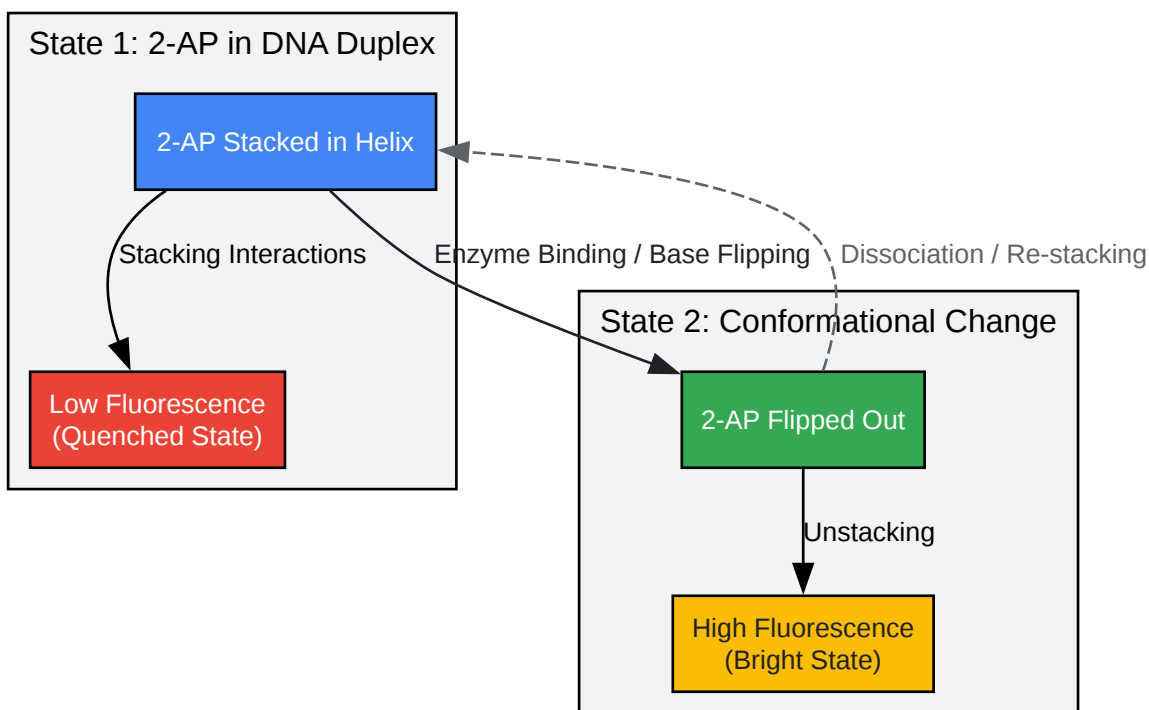 State 1: 2-AP in DNA Duplex
2-AP Stacked in Helix
Stacking Interactions
Enzyme Binding / Base Flipping
Dissociation / Re-stacking
Low Fluorescence
(Quenched State)
State 2: Conformational Change
2-AP Flipped Out
Unstacking
High Fluorescence
(Bright State)